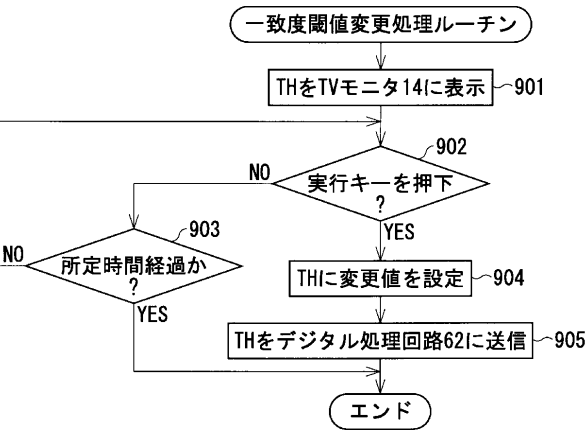 一致度閾値変更処理ルーチン
THをTVモニタ14に表示
901
902
実行キーを押下
?
NO
YES
903
所定時間経過か
?
NO
YES
THに変更値を設定
904
THをデジタル処理回路62に送信
905
エンド